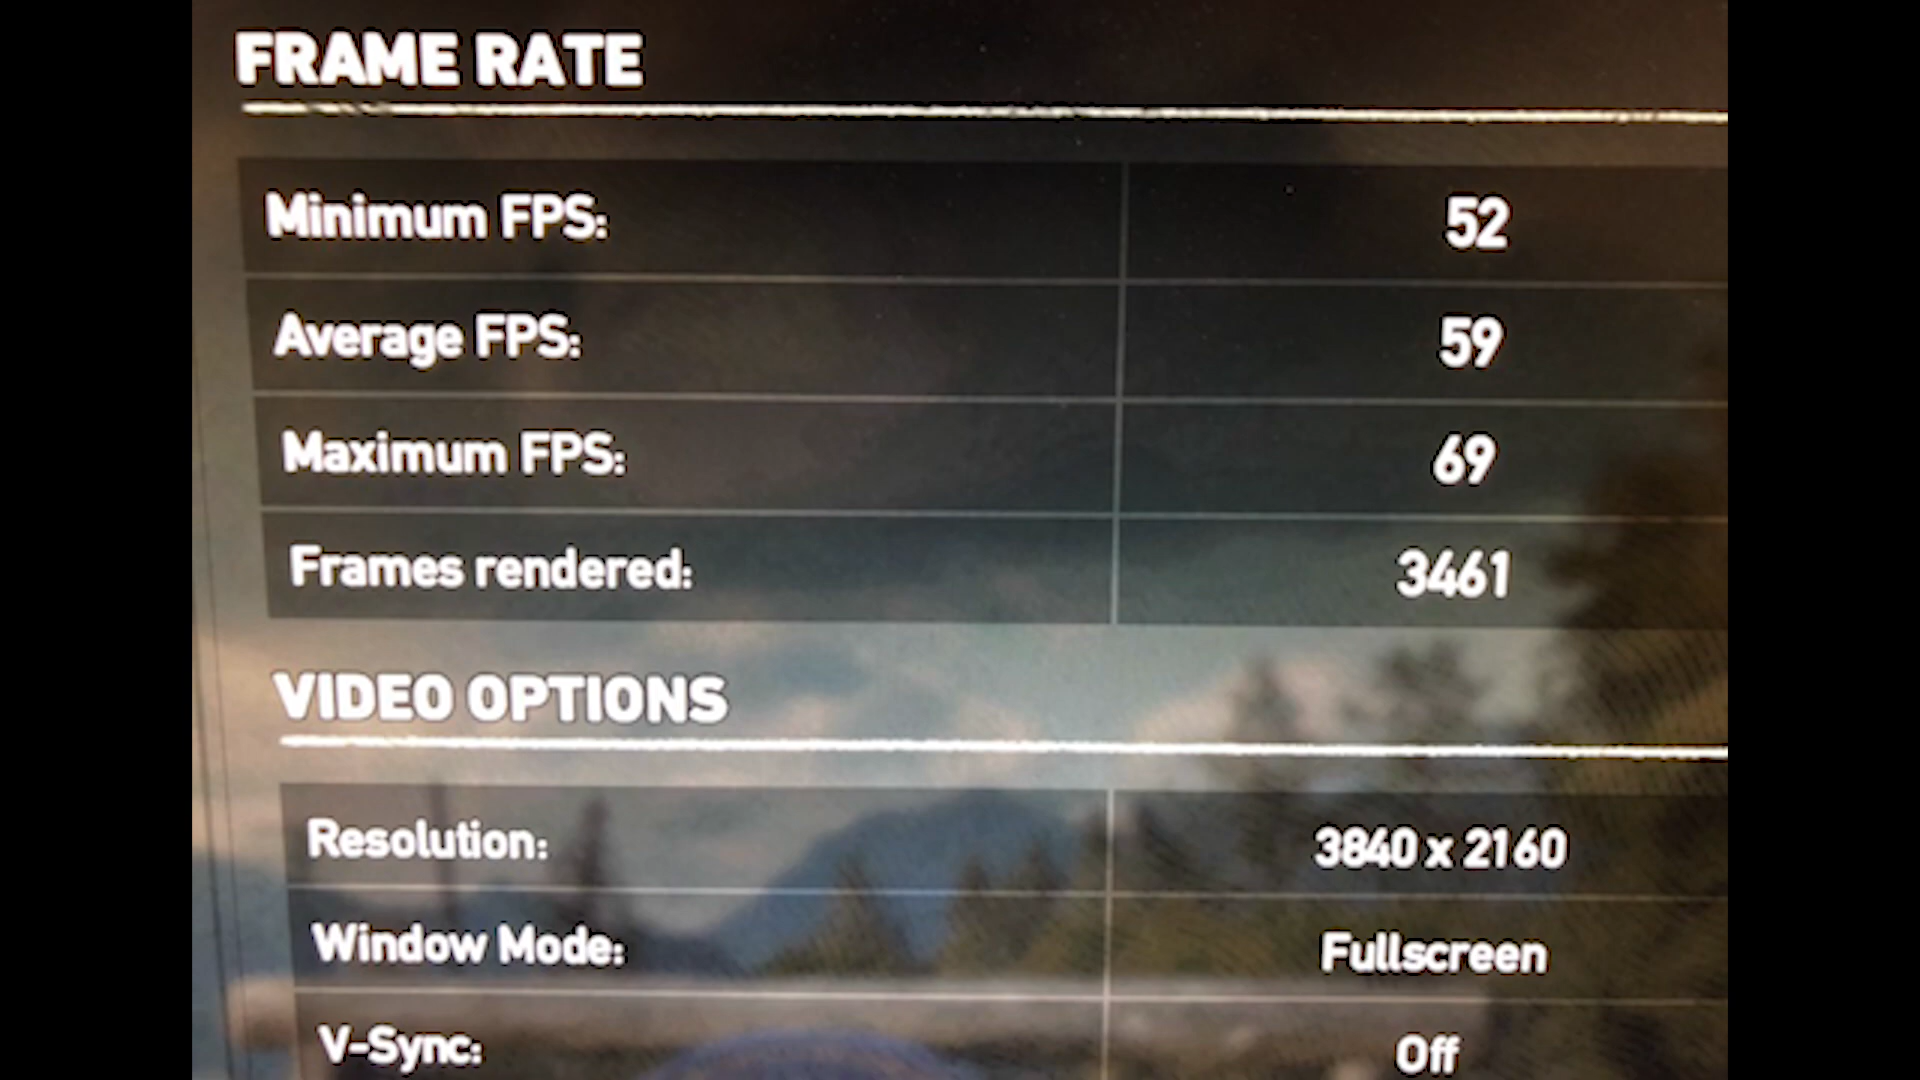 FRAME RATE
Minimum FPS: 52
Average FPS: 59
Maximum FPS: 69
Frames rendered: 3461
VIDEO OPTIONS
Resolution: 3840 x 2160
Window Mode: Fullscreen
V-Sync: Off